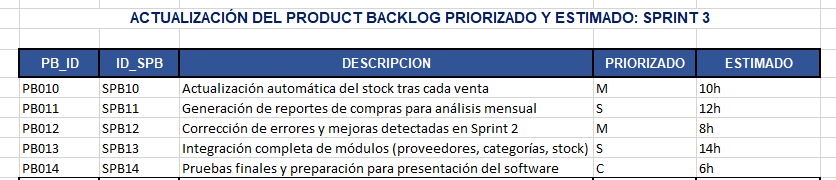 ACTUALIZACIÓN DEL PRODUCT BACKLOG PRIORIZADO Y ESTIMADO: SPRINT 3
PB_ID ID_SPB DESCRIPCION PRIORIZADO ESTIMADO
PB010 SPB10 Actualización automática del stock tras cada venta M 10h
PB011 SPB11 Generación de reportes de compras para análisis mensual S 12h
PB012 SPB12 Corrección de errores y mejoras detectadas en Sprint 2 M 8h
PB013 SPB13 Integración completa de módulos (proveedores, categorías, stock) S 14h
PB014 SPB14 Pruebas finales y preparación para presentación del software C 6h